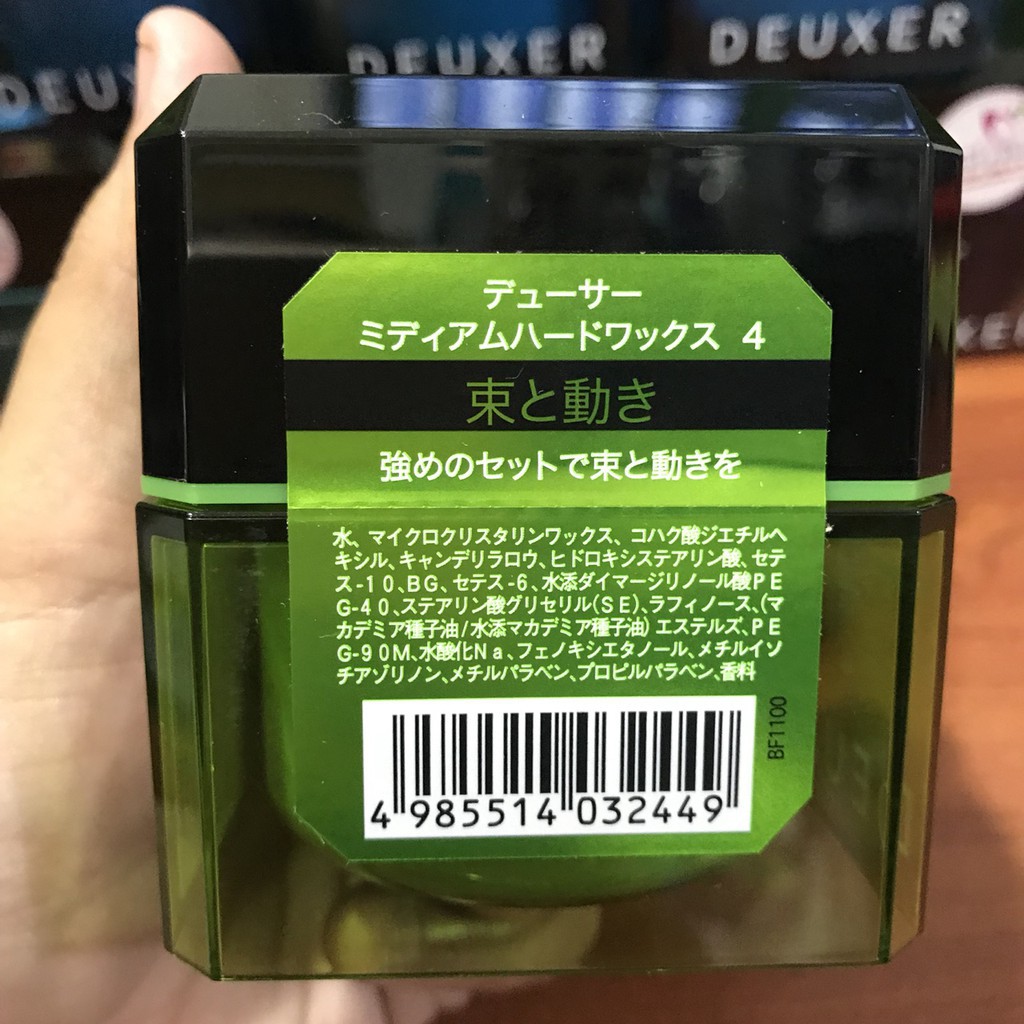 DEUXER
DEUXER
デューサー
ミディアムハードワックス 4
束と動き
強めのセットで束と動きを
水、マイクロクリスタリンワックス、コハク酸ジエチルヘ
キシル、キャンデリラロウ、ヒドロキシステアリン酸、セテ
ス-10、BG、セテス-6、水添ダイマージリノール酸PE
G-40、ステアリン酸グリセリル(SE)、ラフィノース、(マ
カデミア種子油/水添マカデミア種子油)エステルズ、PE
G-90M、水酸化Na、フェノキシエタノール、メチルイソ
チアゾリノン、メチルパラベン、プロピルパラベン、香料
BF1100
4 985514 032449
DEUXER